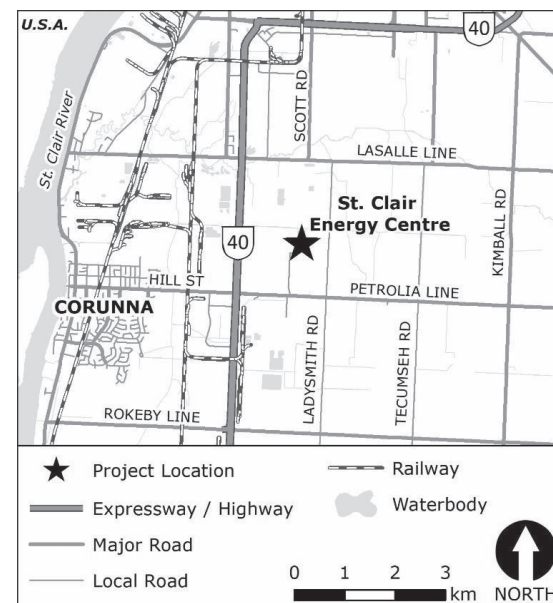 U.S.A.
40
St. Clair River
SCOTT RD
LASALLE LINE
St. Clair
Energy Centre
KIMBALL RD
40
HILL ST
PETROLIA LINE
CORUNNA
LADYSMITH RD
TECUMSEH RD
ROKEBY LINE
Project Location
Railway
Expressway / Highway
Waterbody
Major Road
Local Road
0 1 2 3
km
NORTH